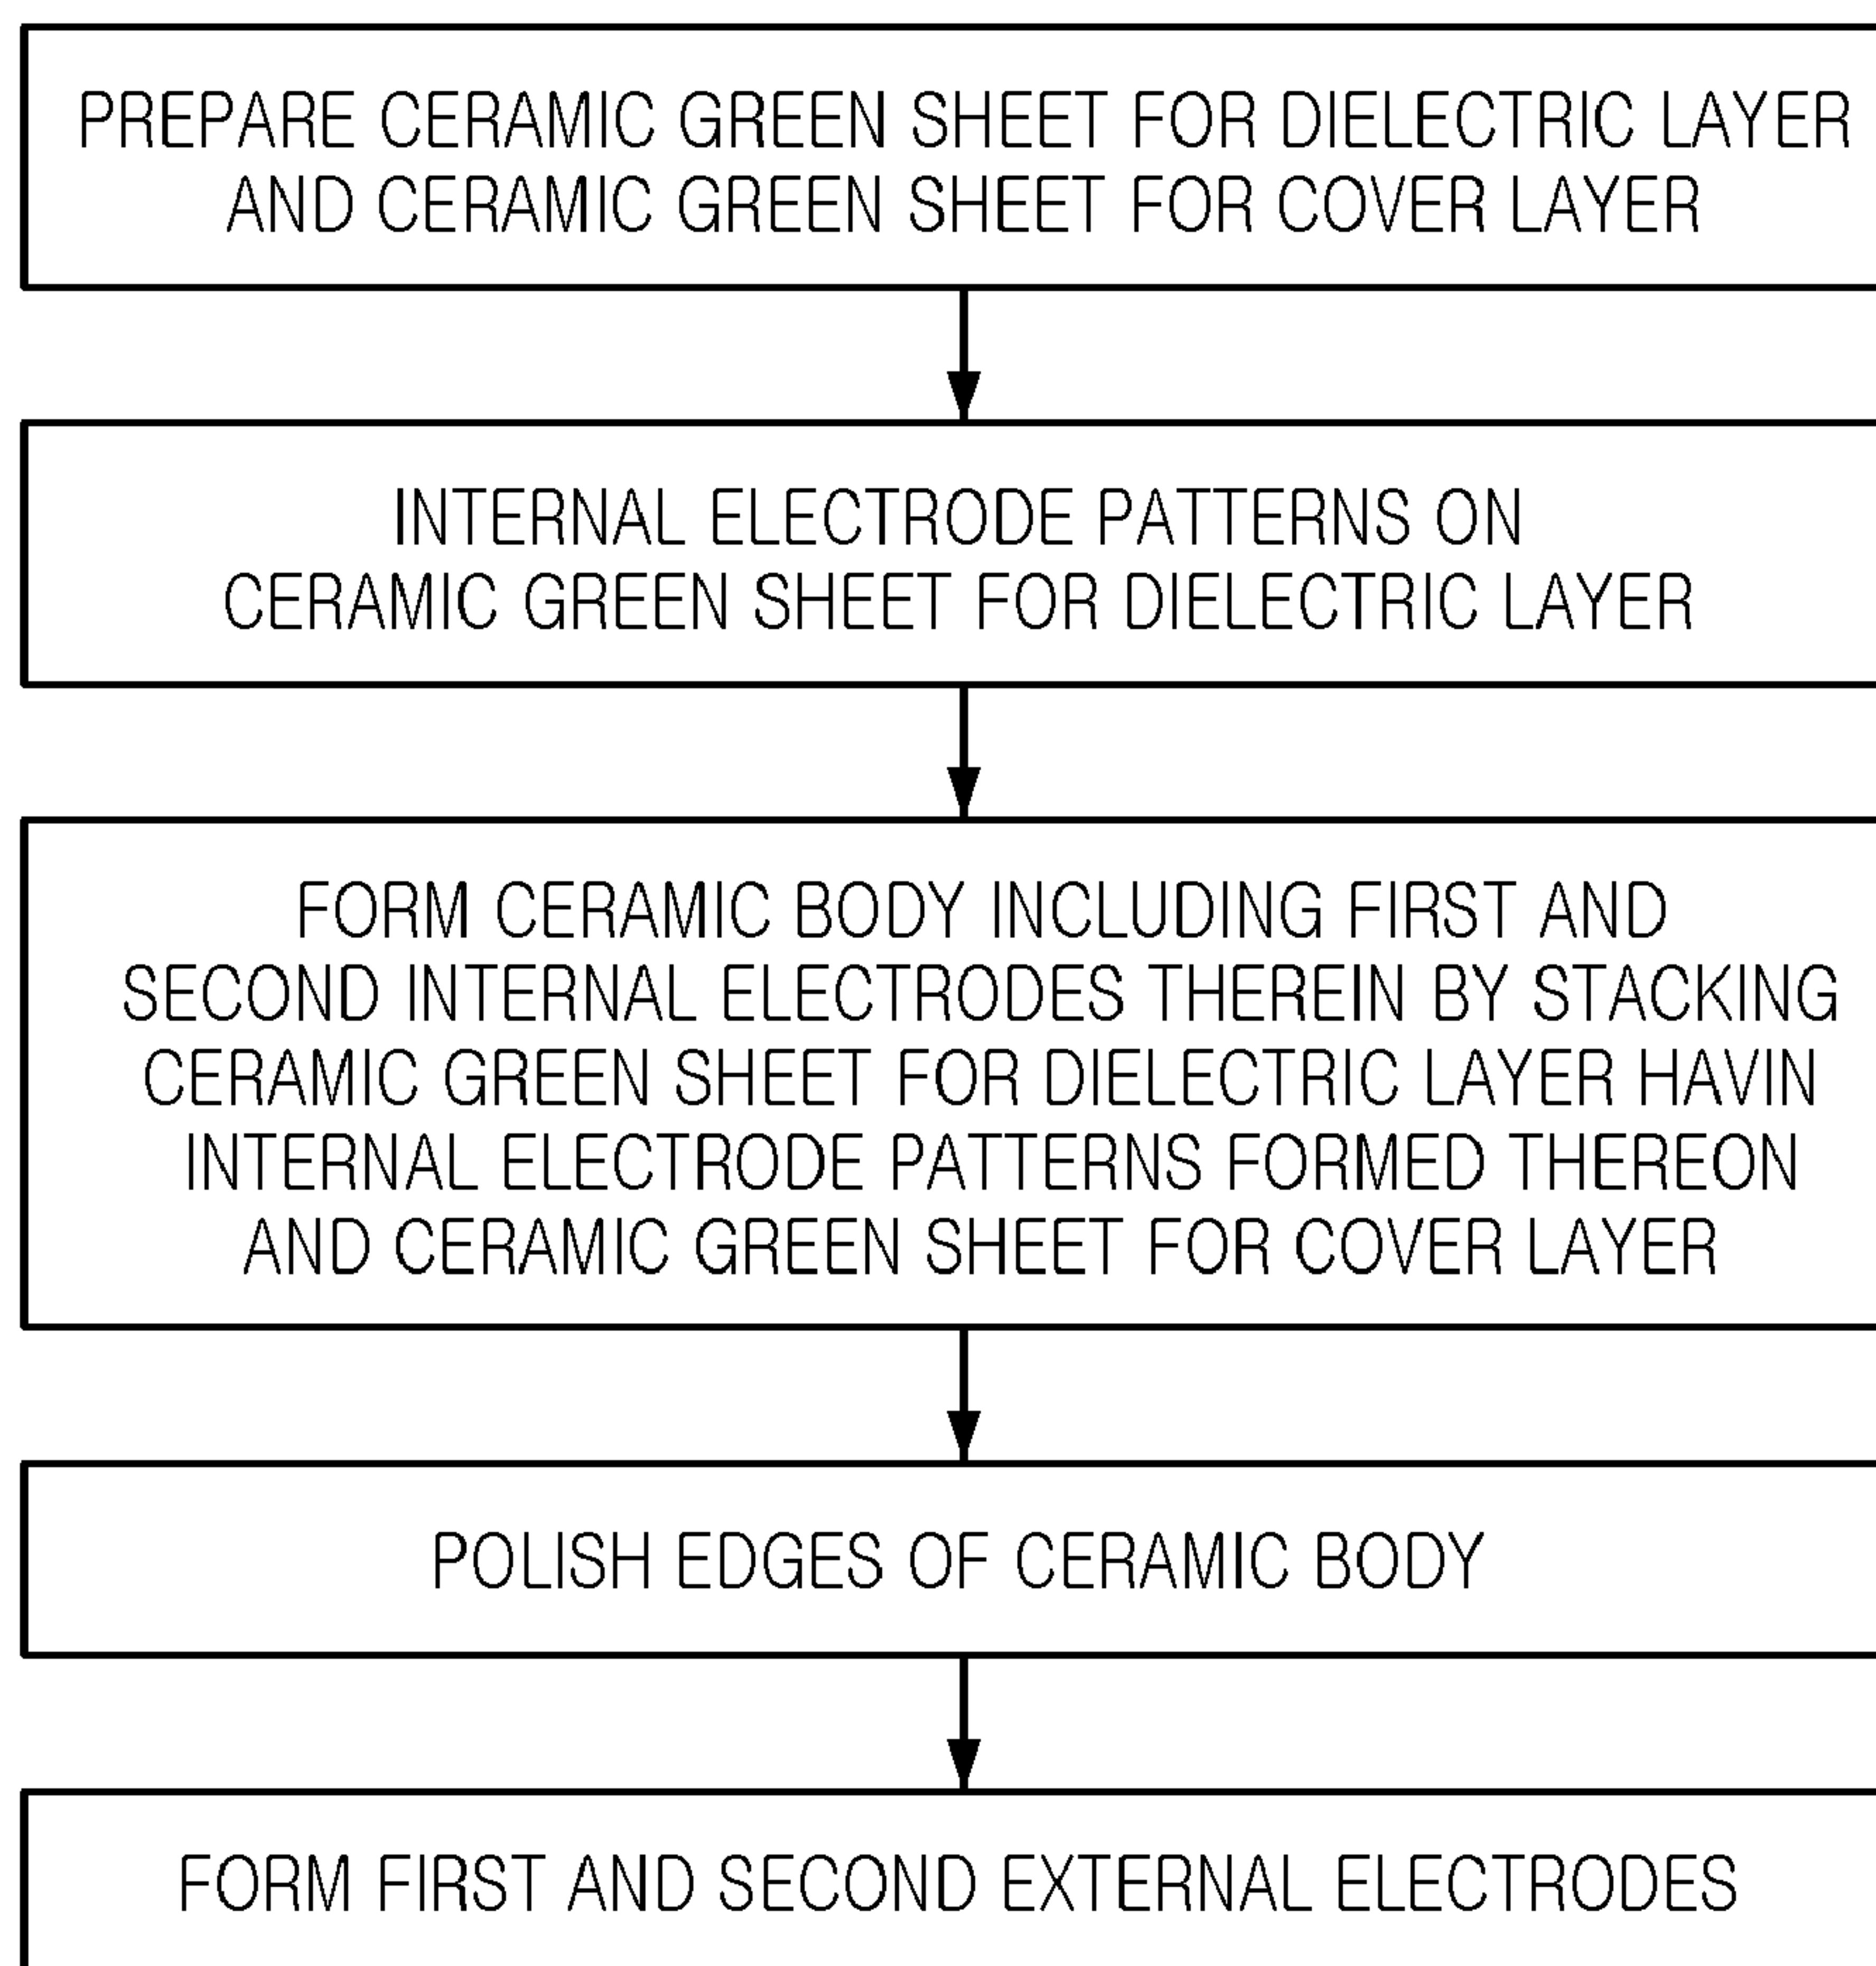 PREPARE CERAMIC GREEN SHEET FOR DIELECTRIC LAYER
AND CERAMIC GREEN SHEET FOR COVER LAYER
INTERNAL ELECTRODE PATTERNS ON
CERAMIC GREEN SHEET FOR DIELECTRIC LAYER
FORM CERAMIC BODY INCLUDING FIRST AND
SECOND INTERNAL ELECTRODES THEREIN BY STACKING
CERAMIC GREEN SHEET FOR DIELECTRIC LAYER HAVIN
INTERNAL ELECTRODE PATTERNS FORMED THEREON
AND CERAMIC GREEN SHEET FOR COVER LAYER
POLISH EDGES OF CERAMIC BODY
FORM FIRST AND SECOND EXTERNAL ELECTRODES